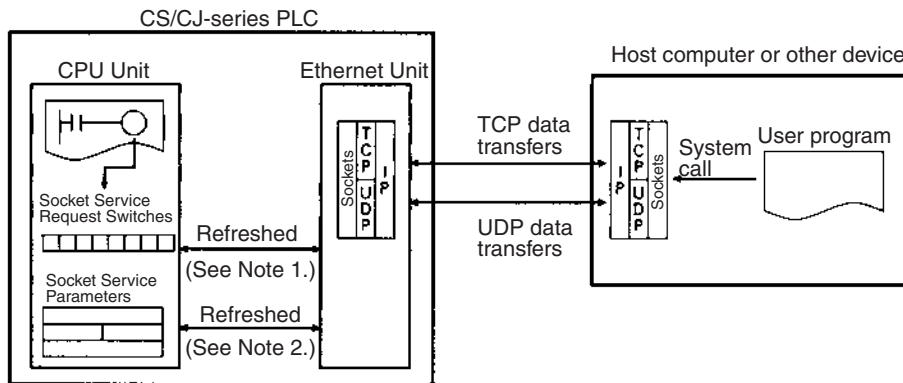 CS/CJ-series PLC
CPU Unit
Ethernet Unit
Host computer or other device
Sockets
TCP
UDP
IP
TCP data
transfers
UDP data
transfers
IP
TCP
UDP
Sockets
System
call
User program
Socket Service
Request Switches
Refreshed
(See Note 1.)
Socket Service
Parameters
Refreshed
(See Note 2.)